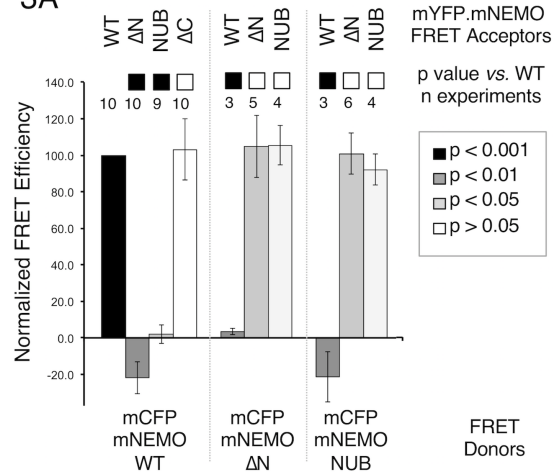 3A
WT ΔN NUB ΔC ΔN NUB WT ΔN NUB
mYFP.mNEMO
FRET Acceptors
p value vs. WT
n experiments
10 10 9 10 3 5 4 3 6 4
p < 0.001
p < 0.01
p < 0.05
p > 0.05
Normalized FRET Efficiency
140.0
120.0
100.0
80.0
60.0
40.0
20.0
0.0
-20.0
mCFP mCFP mCFP
mNEMO mNEMO mNEMO
WT ΔN NUB
FRET
Donors